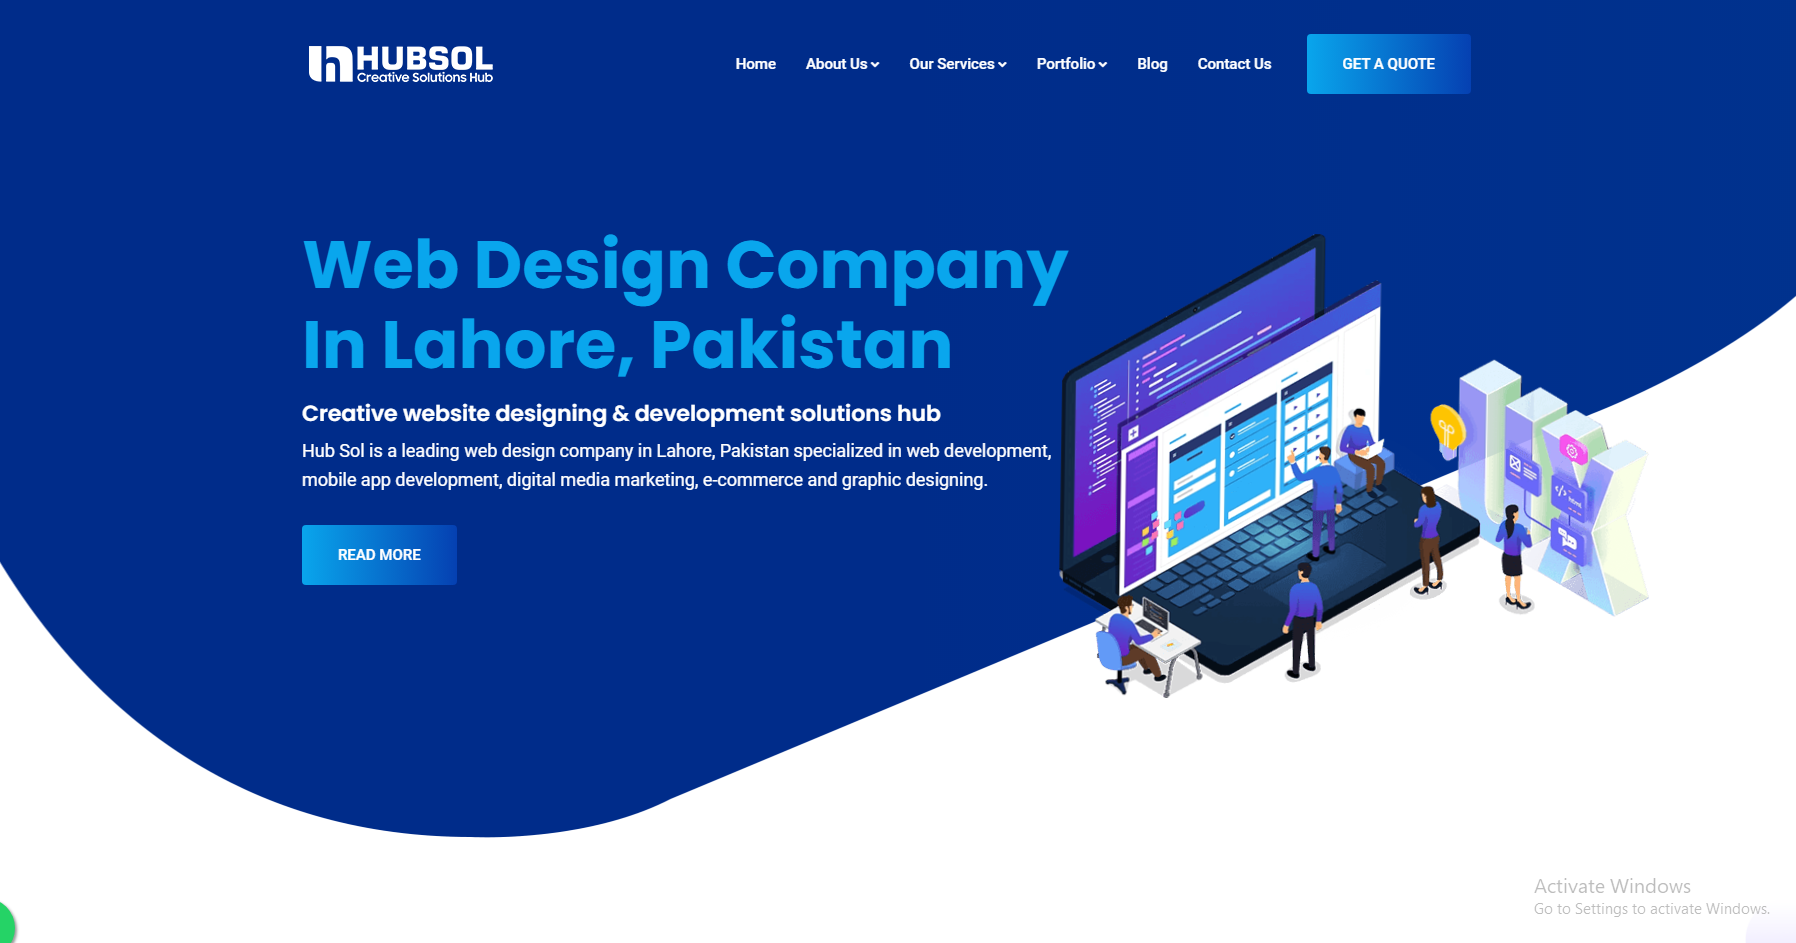 HUBSOL
Creative Solutions Hub
Home
About Us
Our Services
Portfolio
Blog
Contact Us
GET A QUOTE
Web Design Company
In Lahore, Pakistan
Creative website designing & development solutions hub
Hub Sol is a leading web design company in Lahore, Pakistan specialized in web development,
mobile app development, digital media marketing, e-commerce and graphic designing.
READ MORE
UX
</>
html
Activate Windows
Go to Settings to activate Windows.